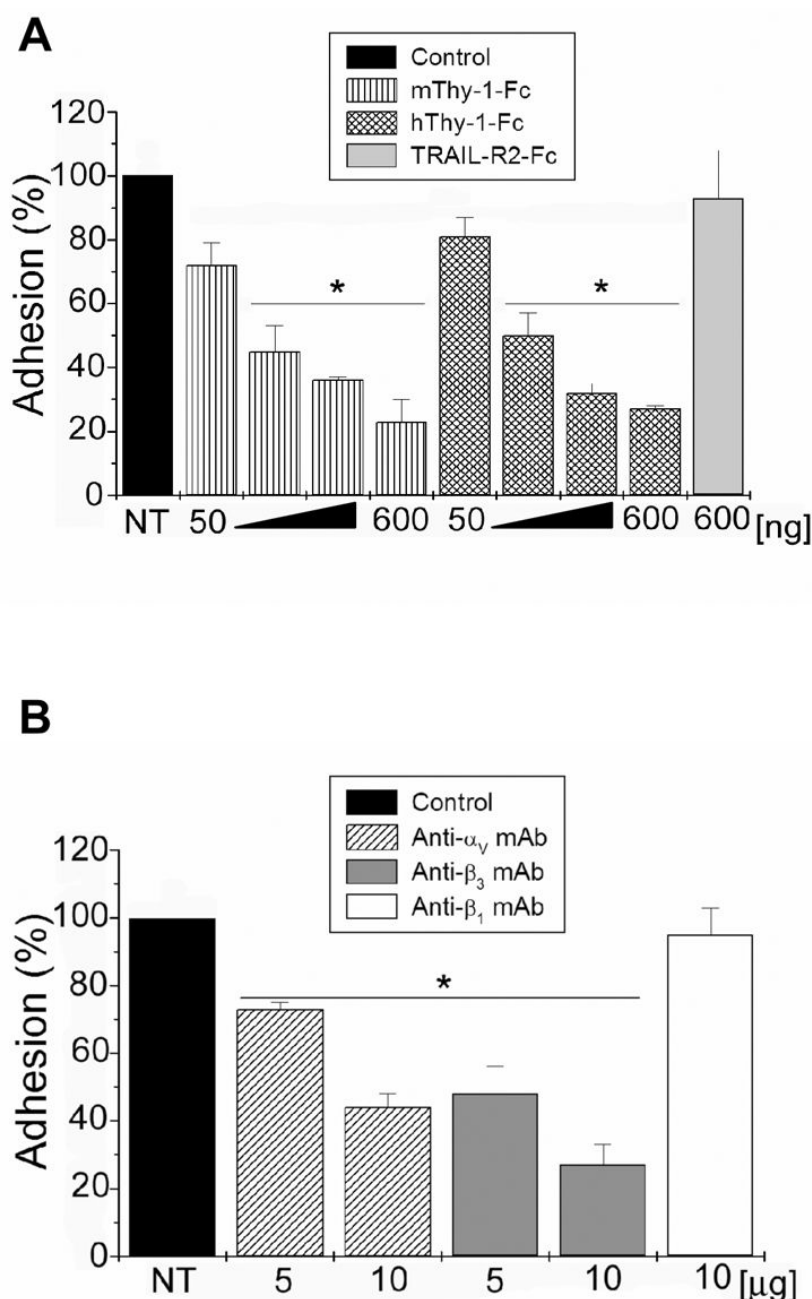 A
Control
mThy-1-Fc
hThy-1-Fc
TRAIL-R2-Fc
120
100
80
60
40
20
0
Adhesion (%)
*
*
NT 50 600 50 600 600 [ng]
B
Control
Anti-αV mAb
Anti-β3 mAb
Anti-β1 mAb
120
100
80
60
40
20
0
Adhesion (%)
*
NT 5 10 5 10 10 [µg]